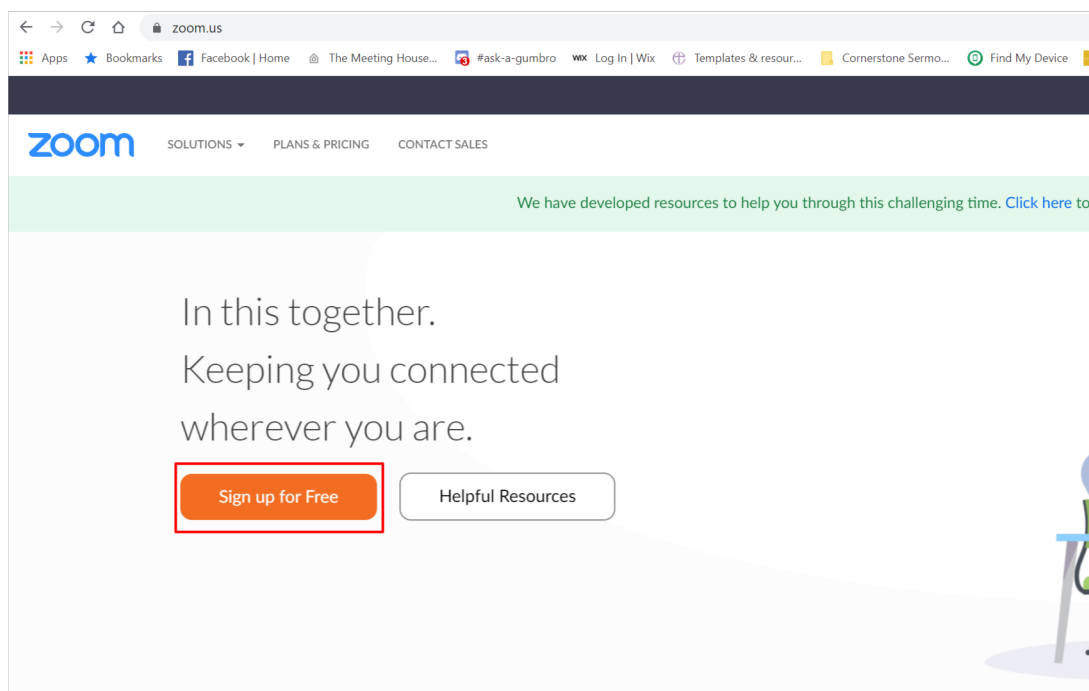 zoom.us
Apps Bookmarks Facebook | Home The Meeting House... 3 #ask-a-gumbro WIX Log In | Wix Templates & resour... Cornerstone Sermo... Find My Device
zoom SOLUTIONS PLANS & PRICING CONTACT SALES
We have developed resources to help you through this challenging time. Click here to
In this together.
Keeping you connected
wherever you are.
Sign up for Free Helpful Resources